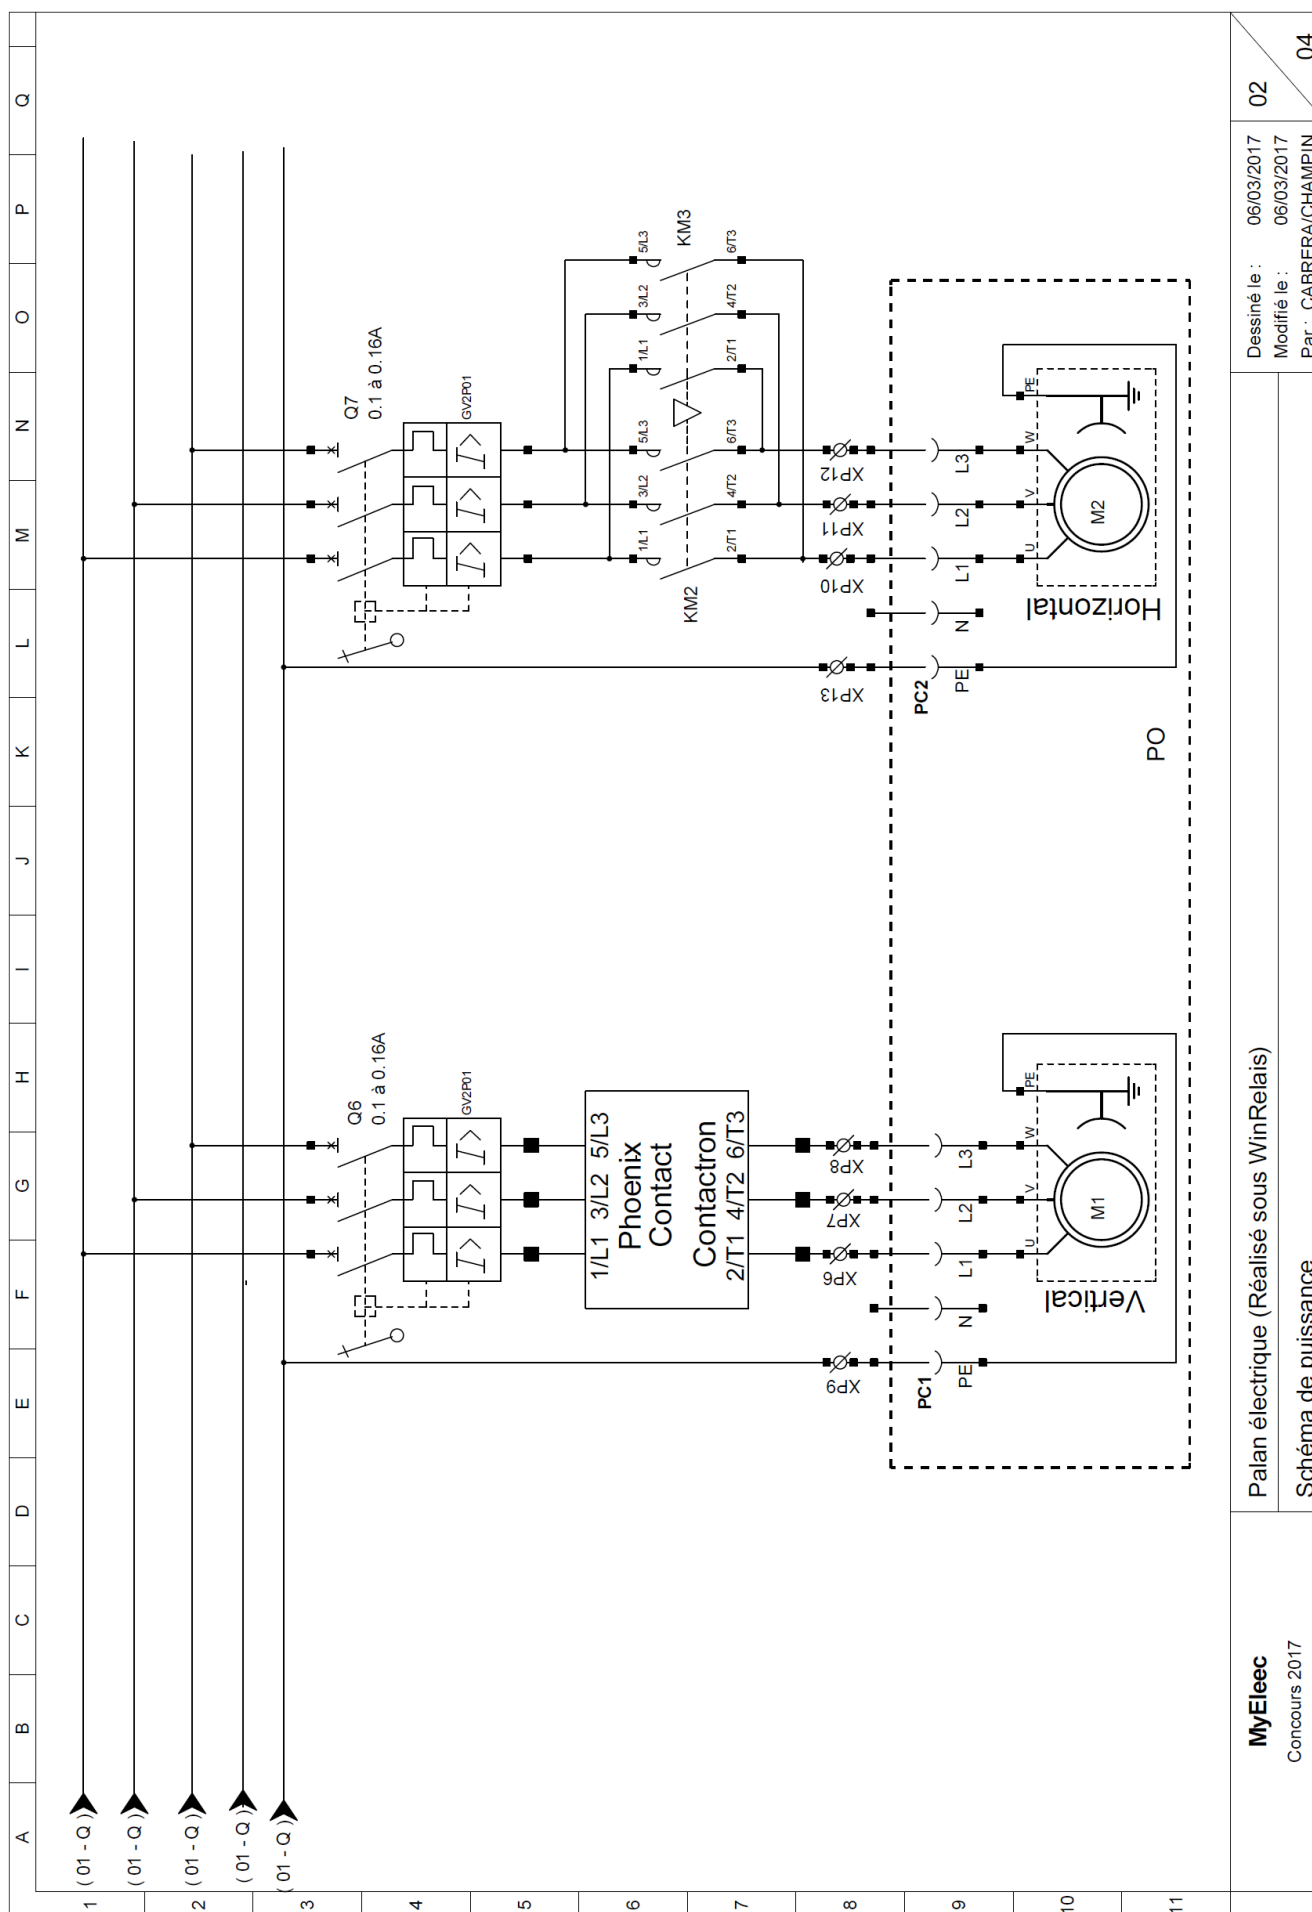 A B C D E F G H I J K L M N O P Q
1
2
3
4
5
6
7
8
9
10
11
( 01 - Q )
( 01 - Q )
( 01 - Q )
( 01 - Q )
( 01 - Q )
Q6
0.1 à 0.16A
GV2P01
1/L1 3/L2 5/L3
Phoenix
Contact
Contactron
2/T1 4/T2 6/T3
XP9 XP6 XP7 XP8
PC1
PE N L1 L2 L3
U V W PE
M1
Vertical
Q7
0.1 à 0.16A
GV2P01
1/L1 3/L2 5/L3 1/L1 3/L2 5/L3
KM2 KM3
2/T1 4/T2 6/T3 2/T1 4/T2 6/T3
XP13 XP10 XP11 XP12
PC2
PE N L1 L2 L3
U V W PE
M2
Horizontal
PO
MyEleec
Concours 2017
Palan électrique (Réalisé sous WinRelais)
Schéma de puissance
Dessiné le : 06/03/2017
Modifié le : 06/03/2017
Par : CABRERA/CHAMPIN
02
04